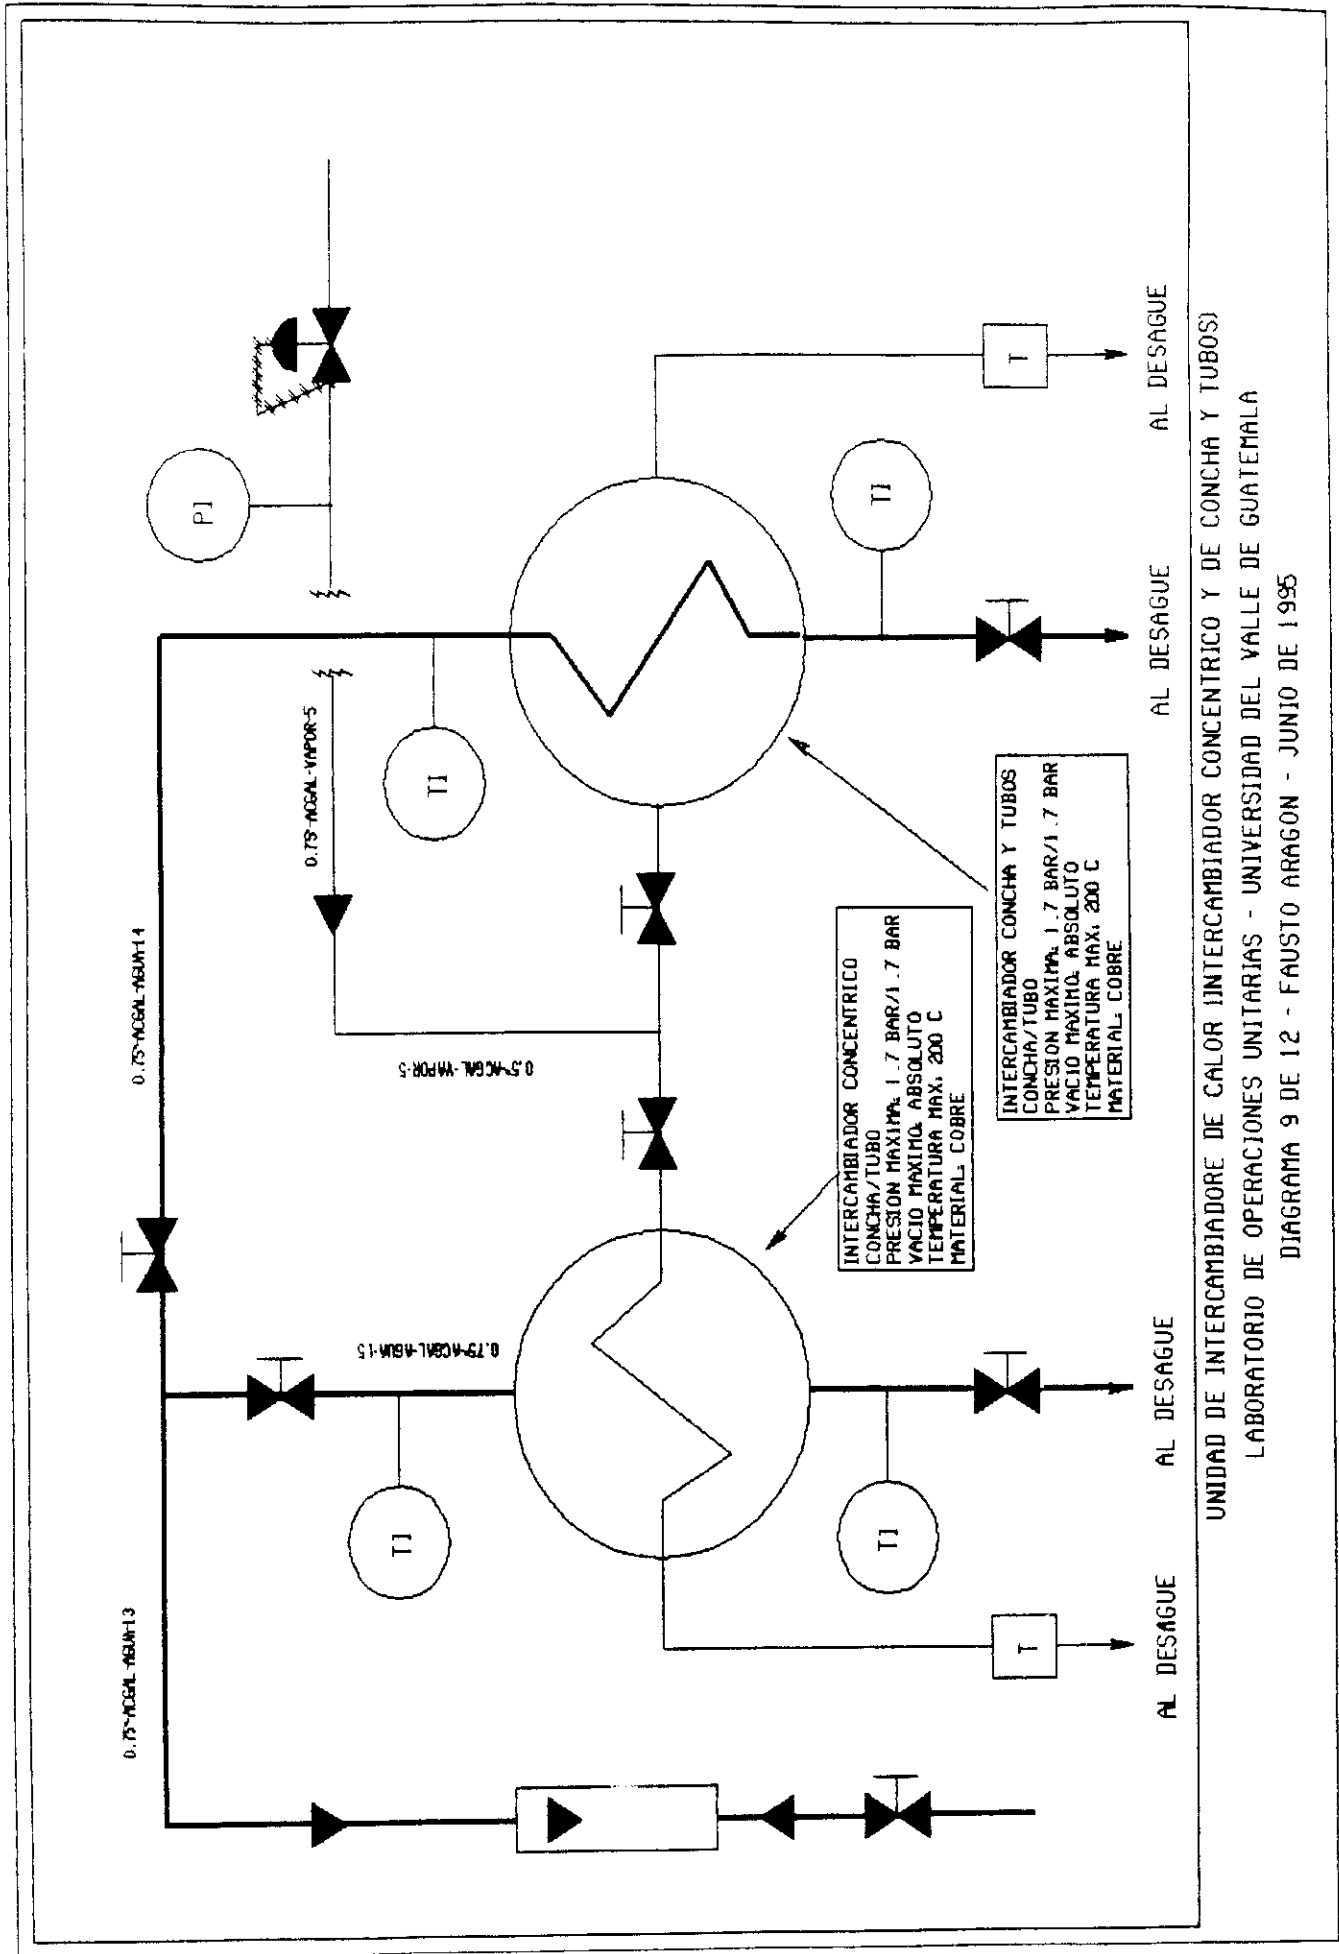 0.75"-ACGAL-AGUA-13
0.75"-ACGAL-AGUA-14
0.75"-ACGAL-AGUA-15
0.75"-ACGAL-VAPOR-5
0.5"-ACGAL-VAPOR-5
PI
TI
TI
TI
TI
T
T
INTERCAMBIADOR CONCENTRICO
CONCHA/TUBO
PRESION MAXIMA: 1.7 BAR/1.7 BAR
VACIO MAXIMO: ABSOLUTO
TEMPERATURA MAX: 200 C
MATERIAL: COBRE
INTERCAMBIADOR CONCHA Y TUBOS
CONCHA/TUBO
PRESION MAXIMA: 1.7 BAR/1.7 BAR
VACIO MAXIMO: ABSOLUTO
TEMPERATURA MAX: 200 C
MATERIAL: COBRE
AL DESAGUE
AL DESAGUE
AL DESAGUE
AL DESAGUE
UNIDAD DE INTERCAMBIADORE DE CALOR (INTERCAMBIADOR CONCENTRICO Y DE CONCHA Y TUBOS)
LABORATORIO DE OPERACIONES UNITARIAS - UNIVERSIDAD DEL VALLE DE GUATEMALA
DIAGRAMA 9 DE 12 - FAUSTO ARAGON - JUNIO DE 1995